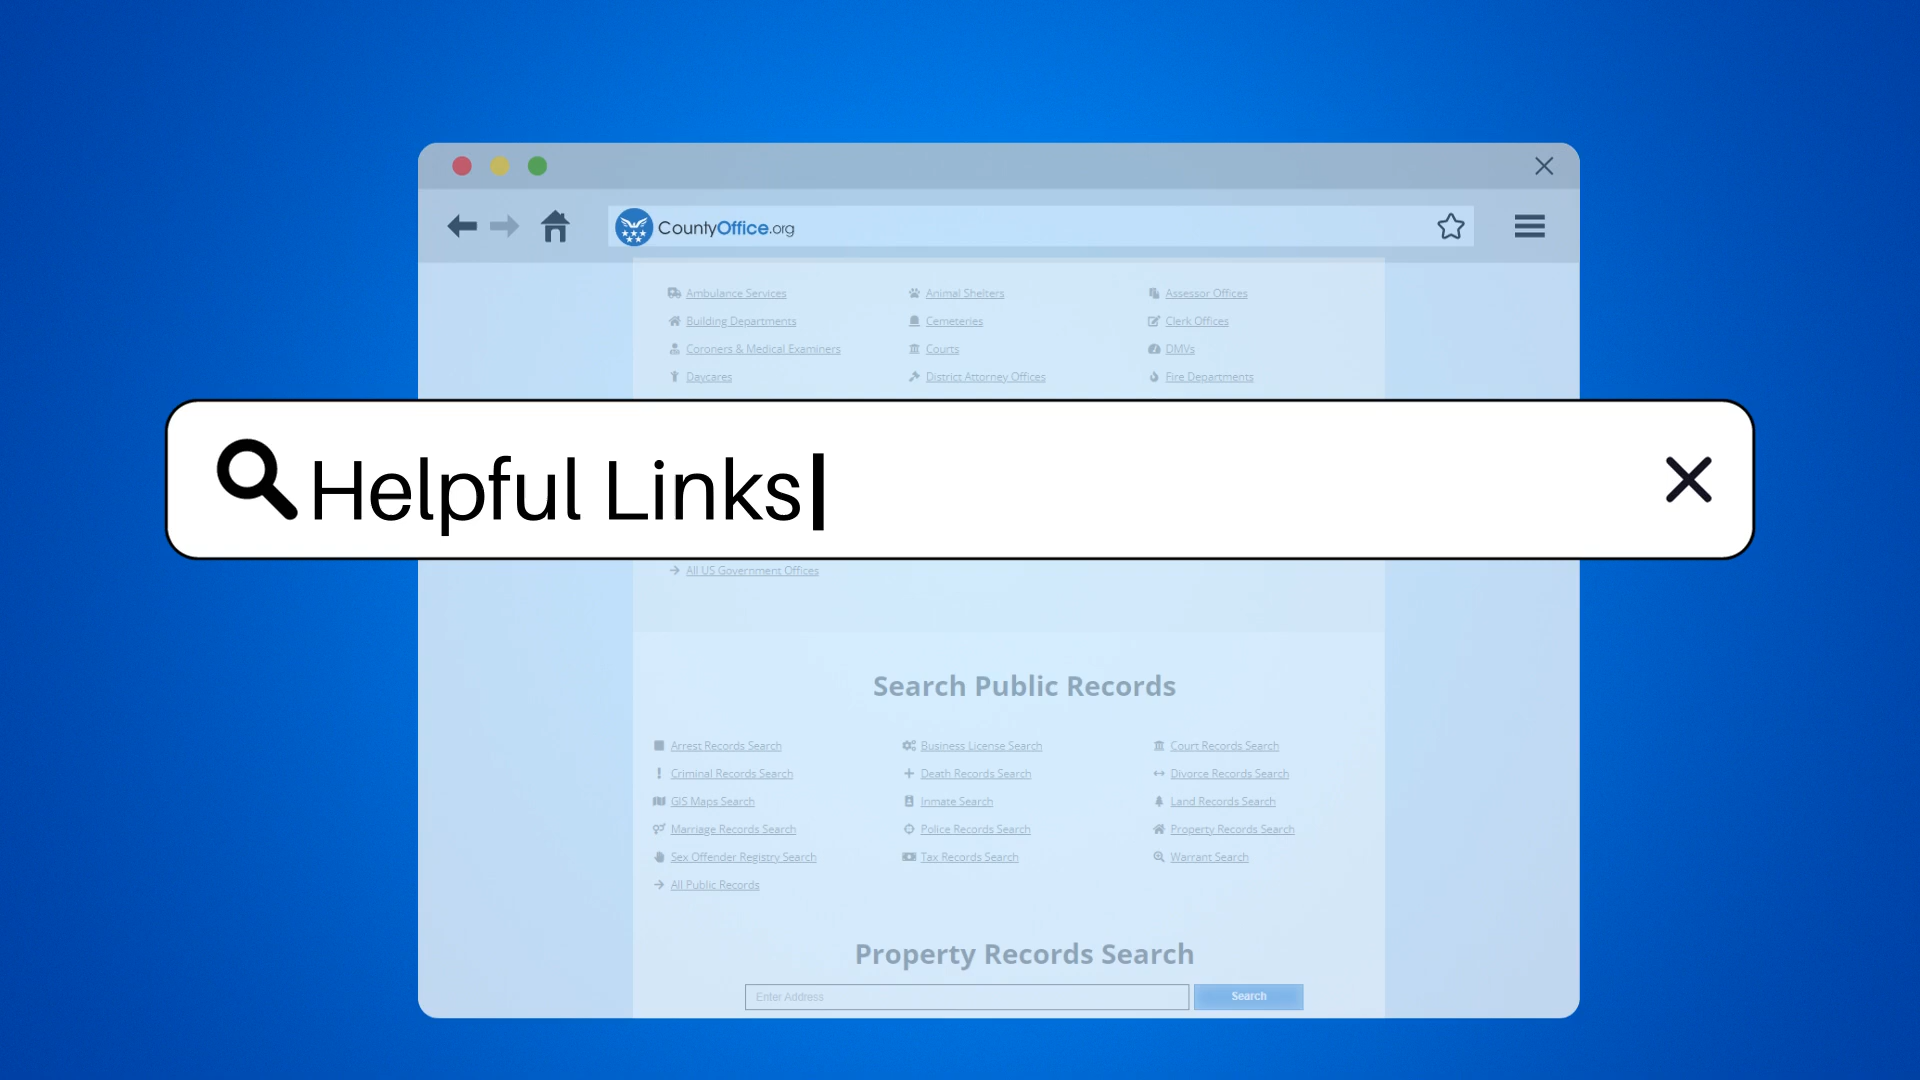 CountyOffice.org
Ambulance Services Animal Shelters Assessor Offices
Building Departments Cemeteries Clerk Offices
Coroners & Medical Examiners Courts DMVs
Daycares District Attorney Offices Fire Departments
Helpful Links
All US Government Offices
Search Public Records
Arrest Records Search Business License Search Court Records Search
Criminal Records Search Death Records Search Divorce Records Search
GIS Maps Search Inmate Search Land Records Search
Marriage Records Search Police Records Search Property Records Search
Sex Offender Registry Search Tax Records Search Warrant Search
All Public Records
Property Records Search
Enter Address Search